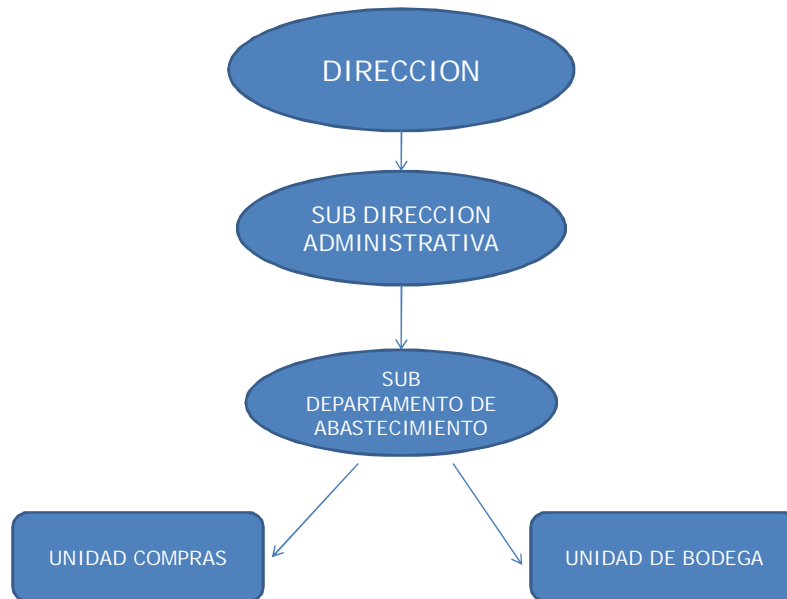 DIRECCION
SUB DIRECCION
ADMINISTRATIVA
SUB
DEPARTAMENTO DE
ABASTECIMIENTO
UNIDAD COMPRAS
UNIDAD DE BODEGA